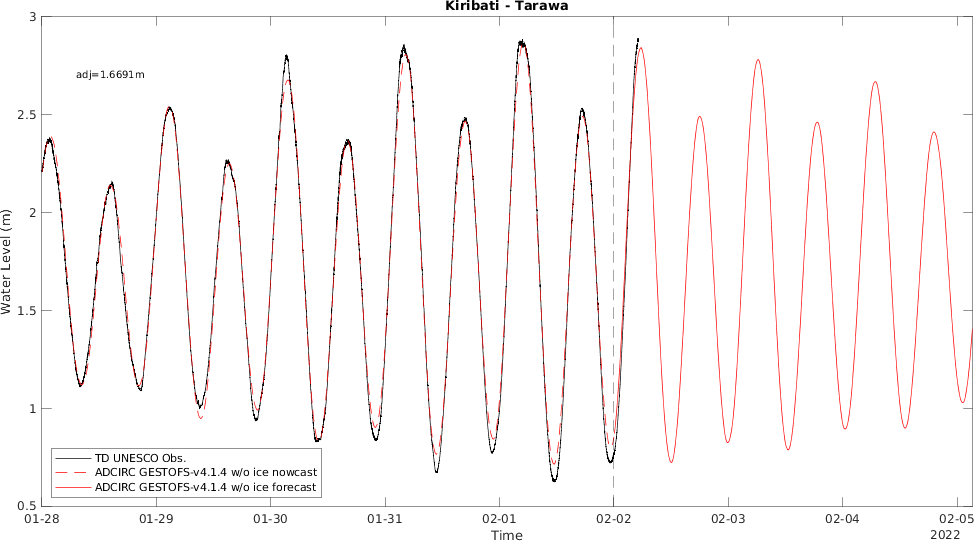 Kiribati - Tarawa
adj=1.6691m
3
2.5
2
1.5
1
0.5
Water Level (m)
TD UNESCO Obs.
ADCIRC GESTOFS-v4.1.4 w/o ice nowcast
ADCIRC GESTOFS-v4.1.4 w/o ice forecast
01-28 01-29 01-30 01-31 02-01 02-02 02-03 02-04 02-05
Time
2022